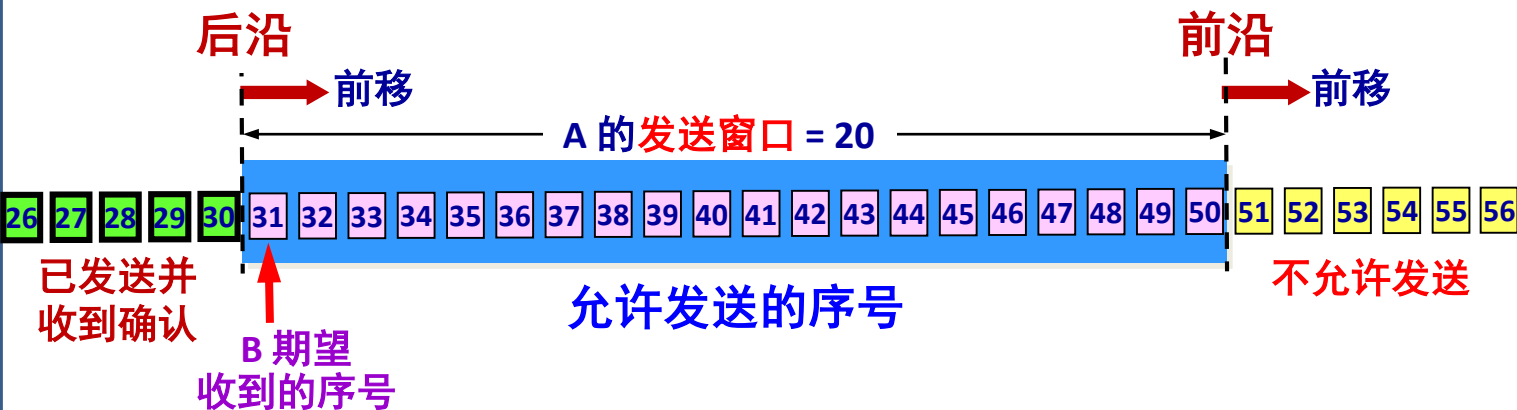 后沿
前沿
前移
前移
A 的发送窗口 = 20
26 27 28 29 30 31 32 33 34 35 36 37 38 39 40 41 42 43 44 45 46 47 48 49 50 51 52 53 54 55 56
已发送并
收到确认
允许发送的序号
不允许发送
B 期望
收到的序号